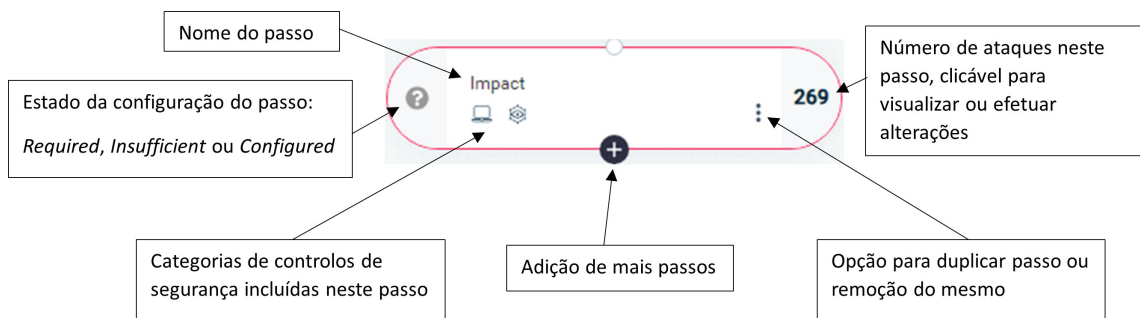 Nome do passo
Número de ataques neste
passo, clicável para
visualizar ou efetuar
alterações
Estado da configuração do passo:
Required, Insufficient ou Configured
?
Impact
269
Categorias de controlos de
segurança incluídas neste passo
Adição de mais passos
Opção para duplicar passo ou
remoção do mesmo